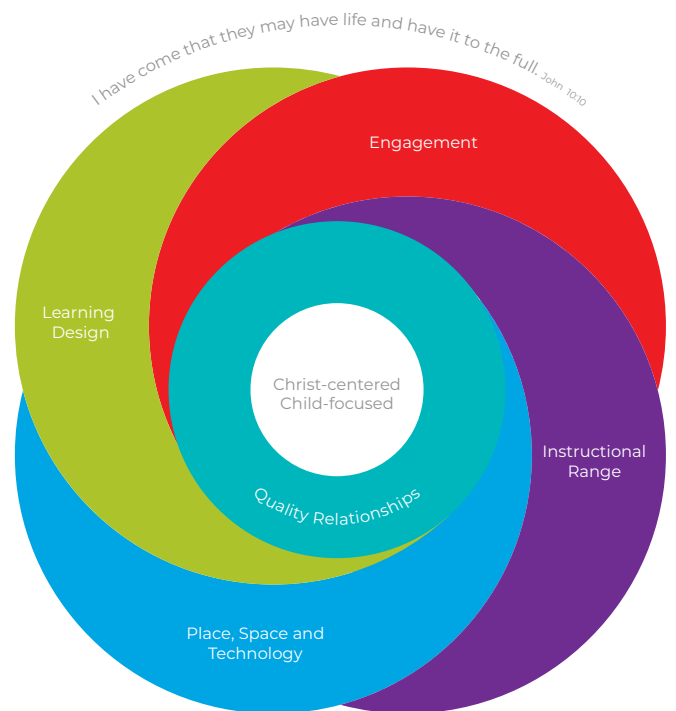 I have come that they may have life and have it to the full. John 10:10
Engagement
Learning
Design
Christ-centered
Child-focused
Instructional
Range
Quality Relationships
Place, Space and
Technology